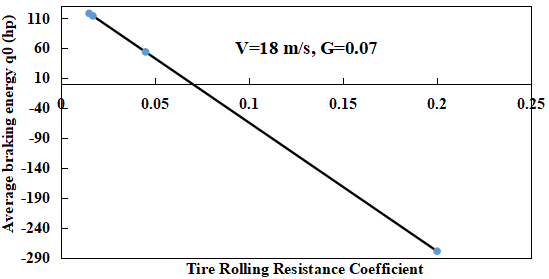 Average braking energy q0 (hp)
110
60
10
-40
-90
-140
-190
-240
-290
V=18 m/s, G=0.07
0 0.05 0.1 0.15 0.2 0.25
Tire Rolling Resistance Coefficient